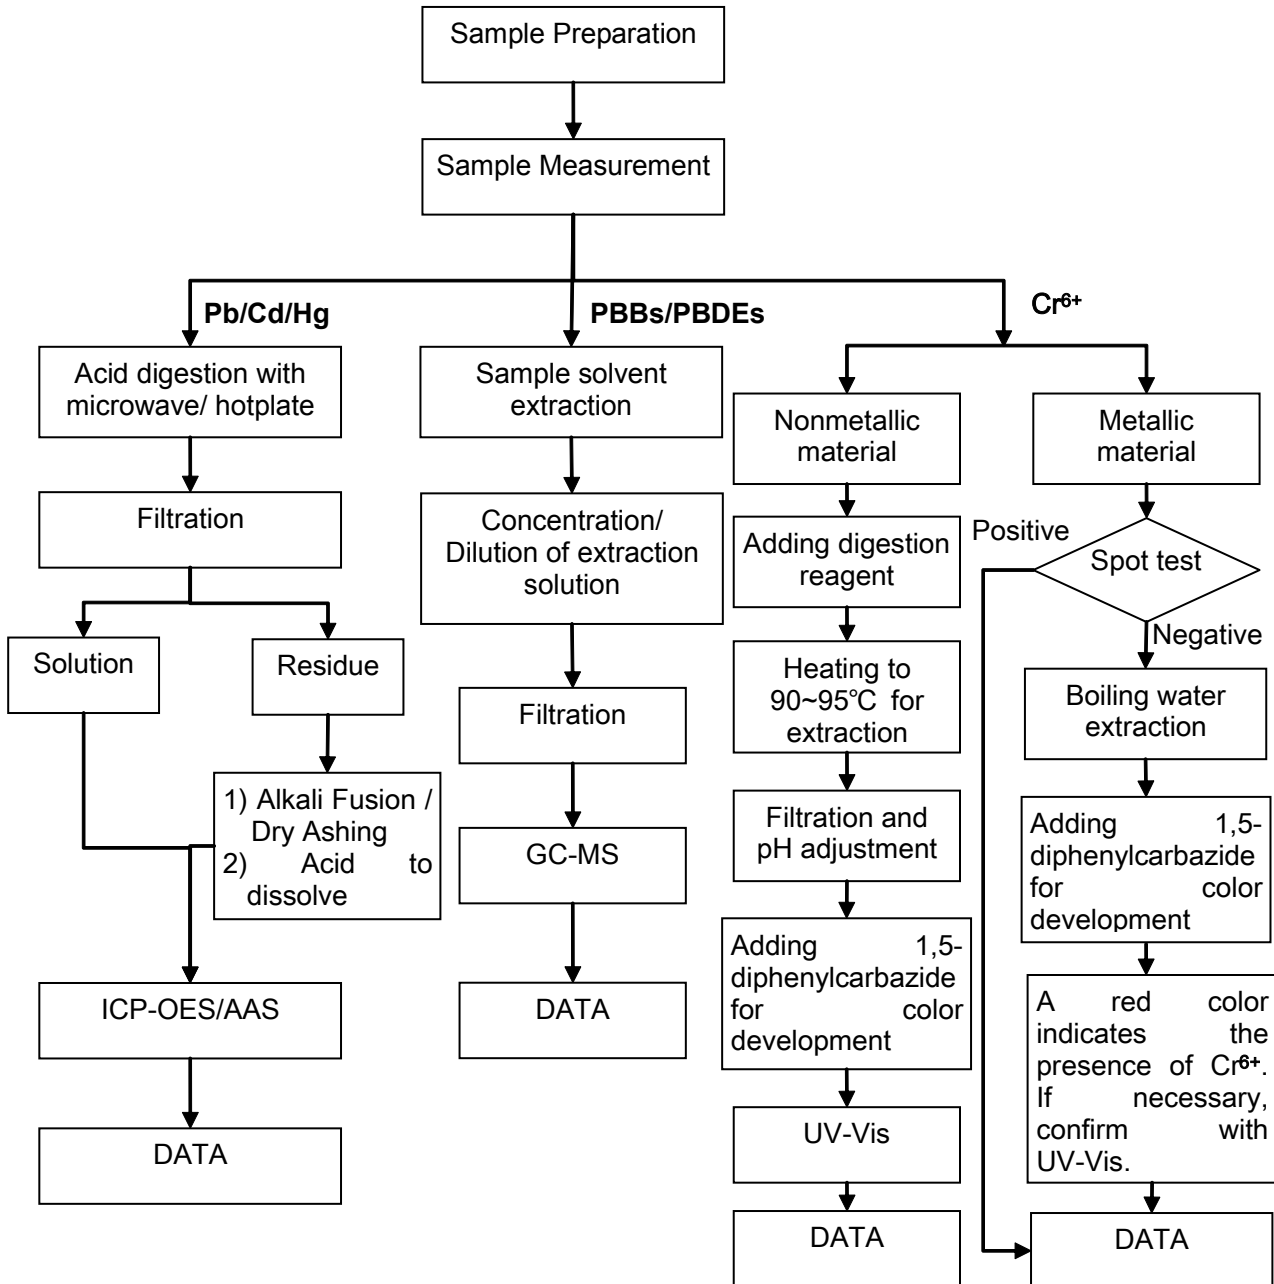 Sample Preparation
Sample Measurement
Pb/Cd/Hg
Acid digestion with
microwave/ hotplate
Filtration
Solution
Residue
1) Alkali Fusion /
Dry Ashing
2) Acid to
dissolve
ICP-OES/AAS
DATA
PBBs/PBDEs
Sample solvent
extraction
Concentration/
Dilution of extraction
solution
Filtration
GC-MS
DATA
Cr⁶⁺
Nonmetallic
material
Adding digestion
reagent
Heating to
90~95℃ for
extraction
Filtration and
pH adjustment
Adding 1,5-
diphenylcarbazide
for color
development
UV-Vis
DATA
Metallic
material
Spot test
Positive
Negative
Boiling water
extraction
Adding 1,5-
diphenylcarbazide
for color
development
A red color
indicates the
presence of Cr⁶⁺.
If necessary,
confirm with
UV-Vis.
DATA